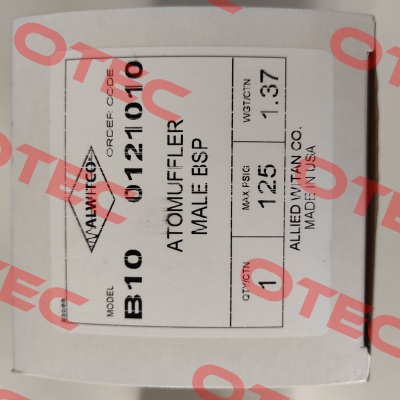 ALWITCO
MODEL ORDER CODE
B10 0121010
ATOMUFFLER
MALE BSP
QTY/CTN MAX PSIG WGT/CTN
1 125 1.37
ALLIED WITAN CO.
MADE IN USA
OTEC
OTEC
OTEC
OTEC
OTEC